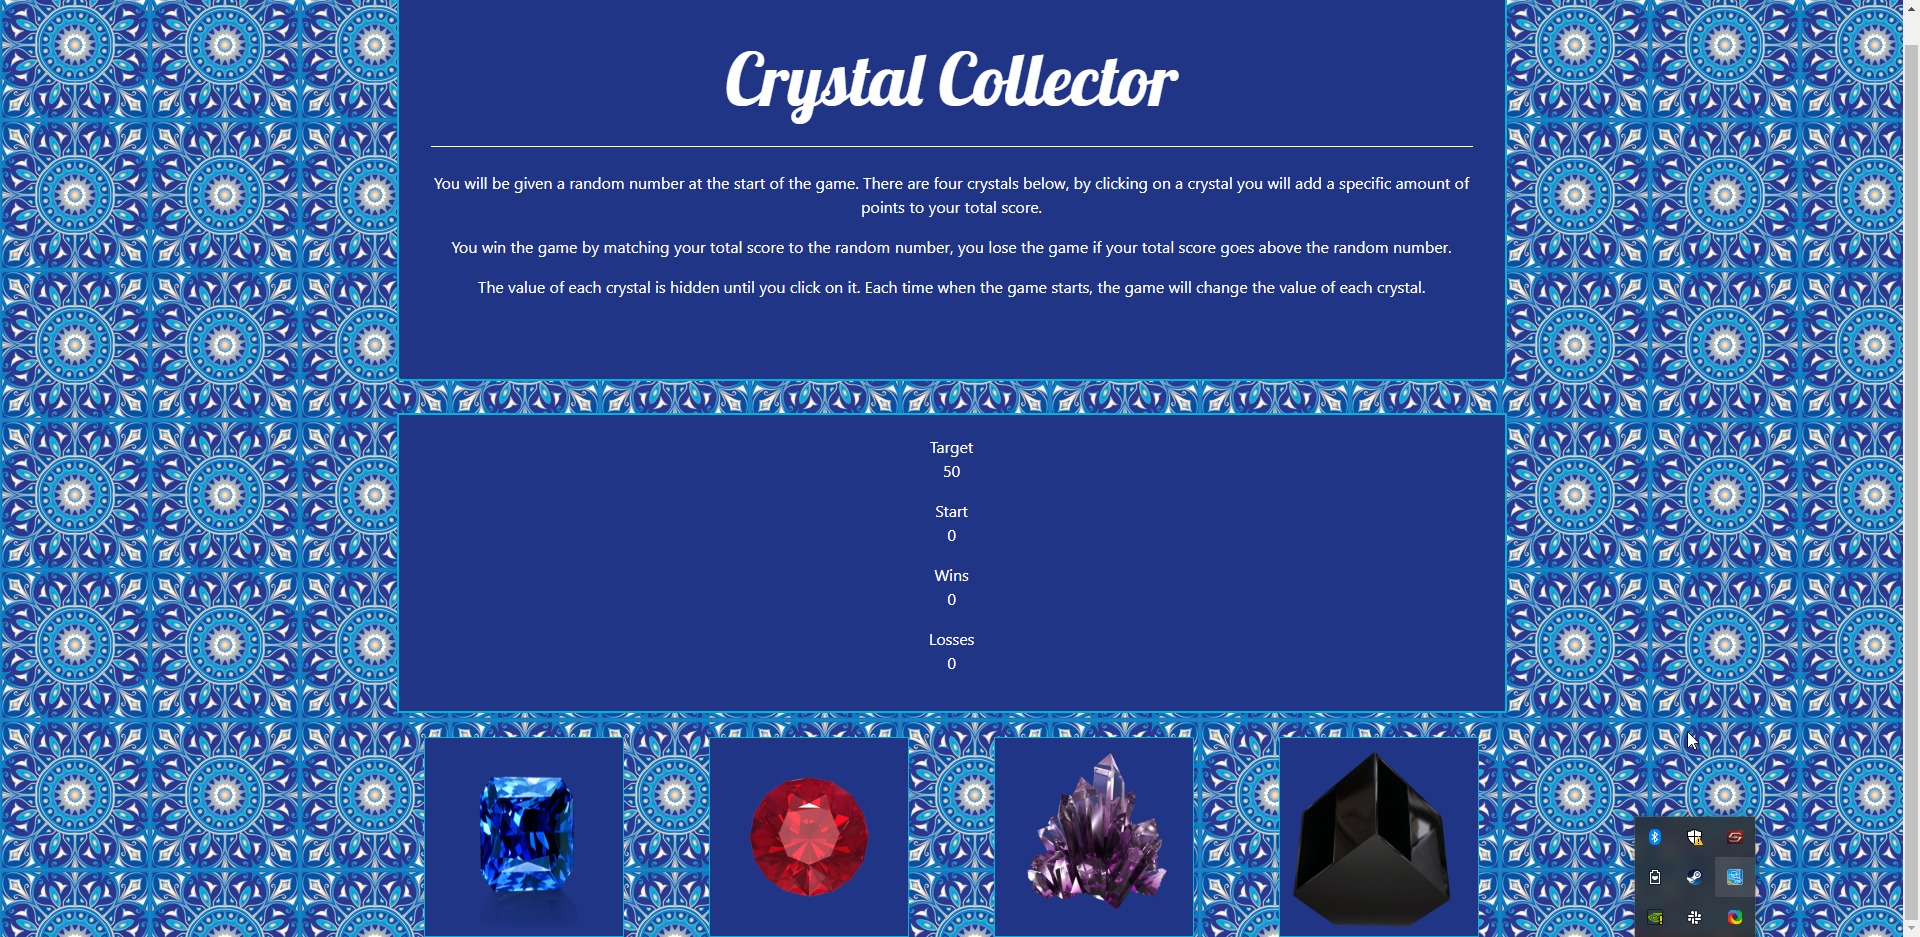 Crystal Collector
You will be given a random number at the start of the game. There are four crystals below, by clicking on a crystal you will add a specific amount of
points to your total score.
You win the game by matching your total score to the random number, you lose the game if your total score goes above the random number.
The value of each crystal is hidden until you click on it. Each time when the game starts, the game will change the value of each crystal.
Target
50
Start
0
Wins
0
Losses
0